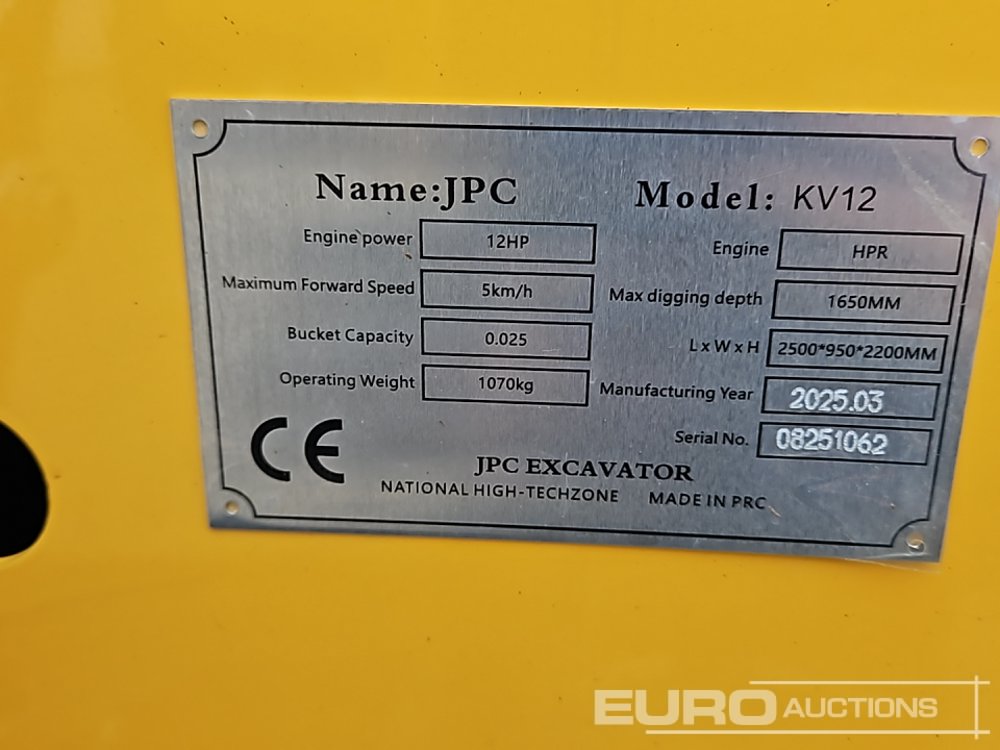 Name:JPC Model: KV12
Engine power 12HP Engine HPR
Maximum Forward Speed 5km/h Max digging depth 1650MM
Bucket Capacity 0.025 L x W x H 2500*950*2200MM
Operating Weight 1070kg Manufacturing Year 2025.03
CE Serial No. 08251062
JPC EXCAVATOR
NATIONAL HIGH-TECHZONE MADE IN PRC
EURO AUCTIONS